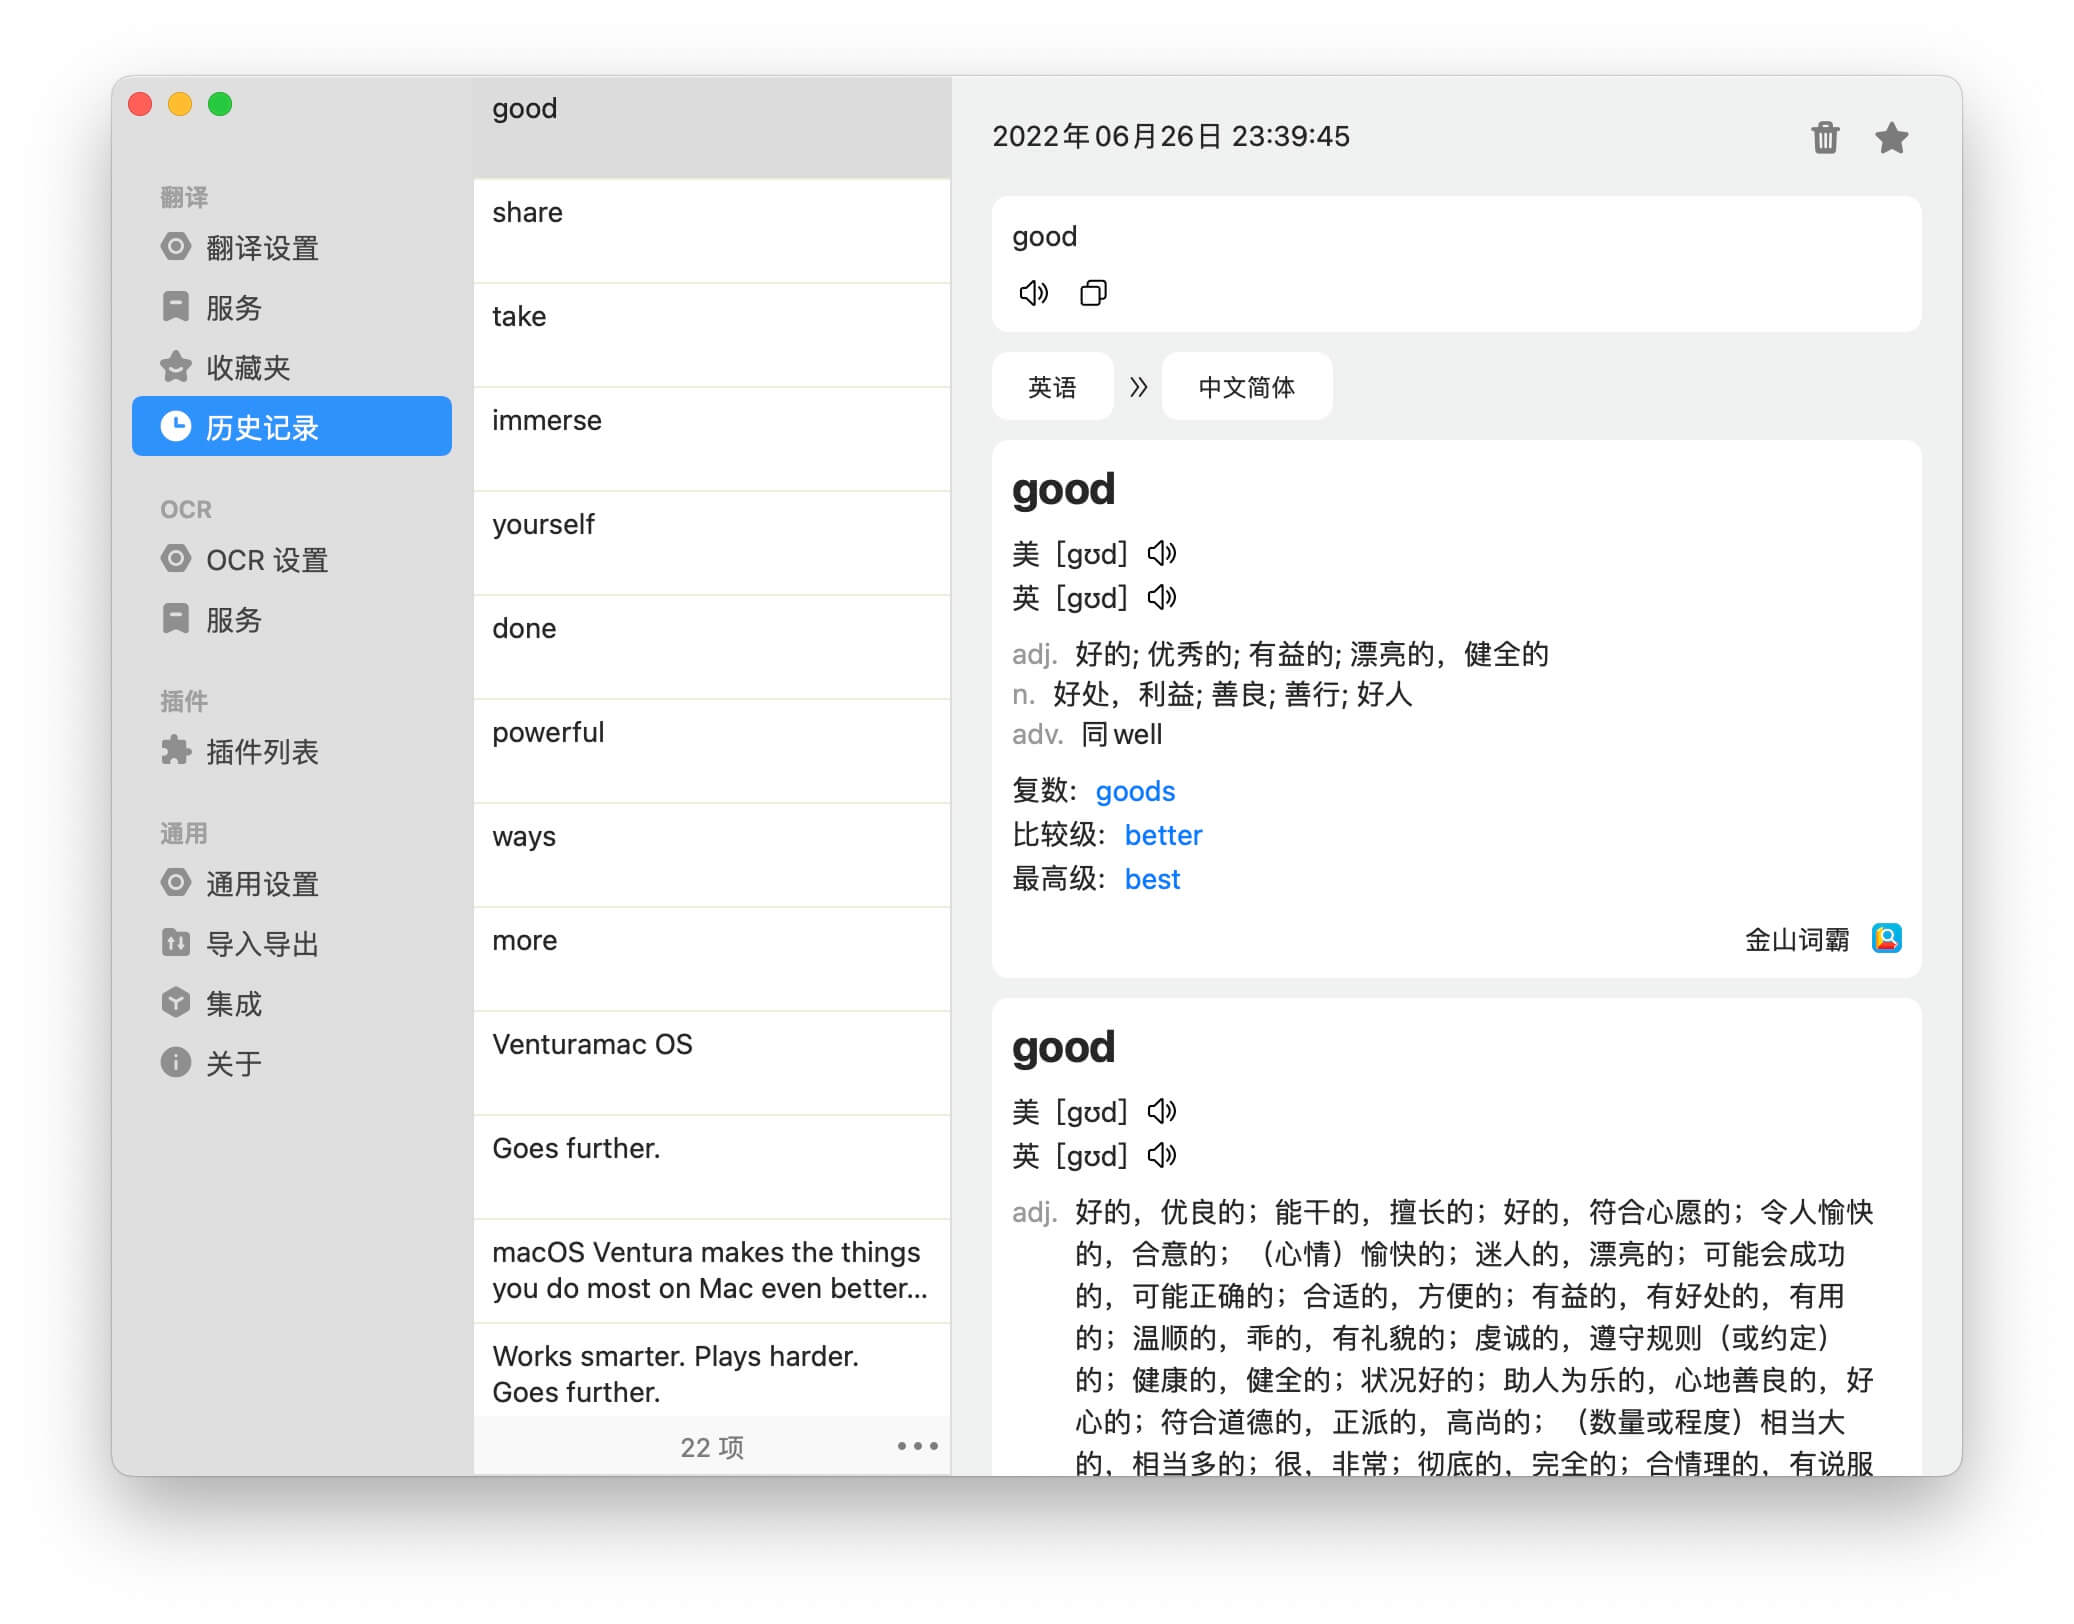 翻译
翻译设置
服务
收藏夹
历史记录
OCR
OCR 设置
服务
插件
插件列表
通用
通用设置
导入导出
集成
关于
good
share
take
immerse
yourself
done
powerful
ways
more
Venturamac OS
Goes further.
macOS Ventura makes the things
you do most on Mac even better...
Works smarter. Plays harder.
Goes further.
22 项
2022年06月26日 23:39:45
good
英语 » 中文简体
good
美 [gʊd]
英 [gʊd]
adj. 好的; 优秀的; 有益的; 漂亮的，健全的
n. 好处，利益; 善良; 善行; 好人
adv. 同well
复数: goods
比较级: better
最高级: best
金山词霸
good
美 [gʊd]
英 [gʊd]
adj. 好的，优良的；能干的，擅长的；好的，符合心愿的；令人愉快
的，合意的；（心情）愉快的；迷人的，漂亮的；可能会成功
的，可能正确的；合适的，方便的；有益的，有好处的，有用
的；温顺的，乖的，有礼貌的；虔诚的，遵守规则（或约定）
的；健康的，健全的；状况好的；助人为乐的，心地善良的，好
心的；符合道德的，正派的，高尚的；（数量或程度）相当大
的，相当多的；很，非常；彻底的，完全的；合情理的，有说服